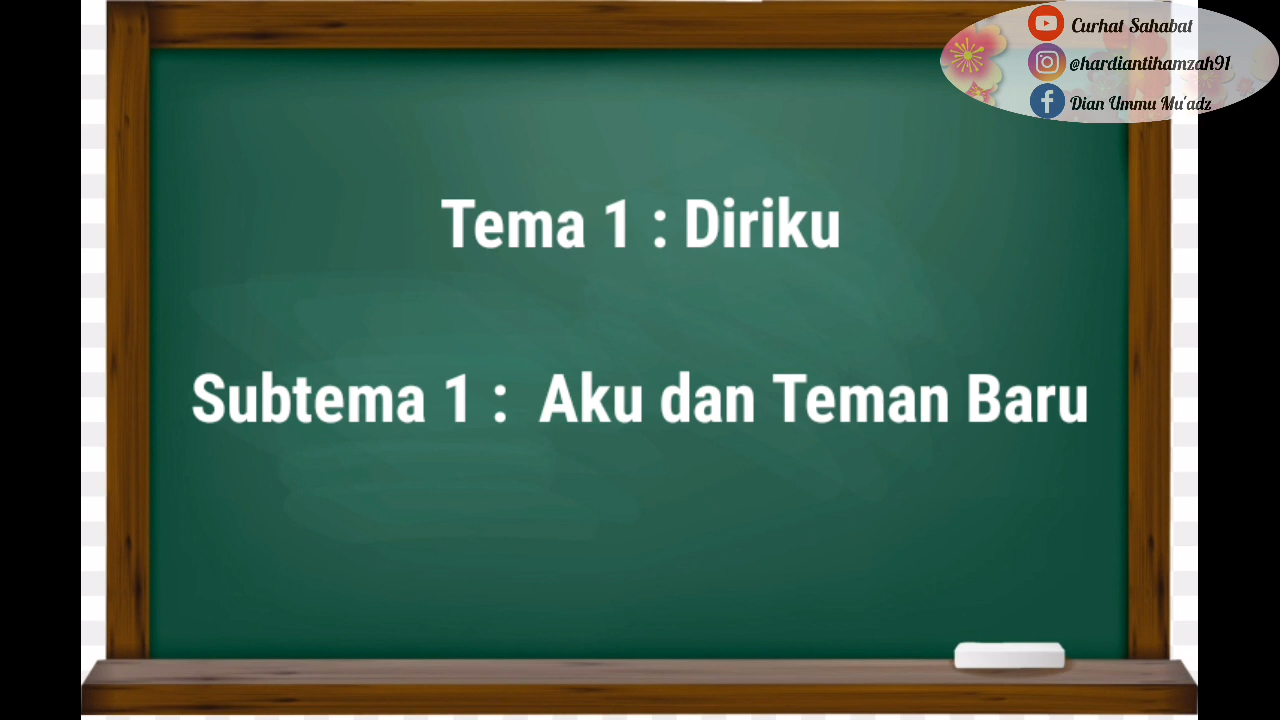 Curhat Sahabat
@hardiantihamzah91
Dian Ummu Mu'adz
Tema 1 : Diriku
Subtema 1 : Aku dan Teman Baru